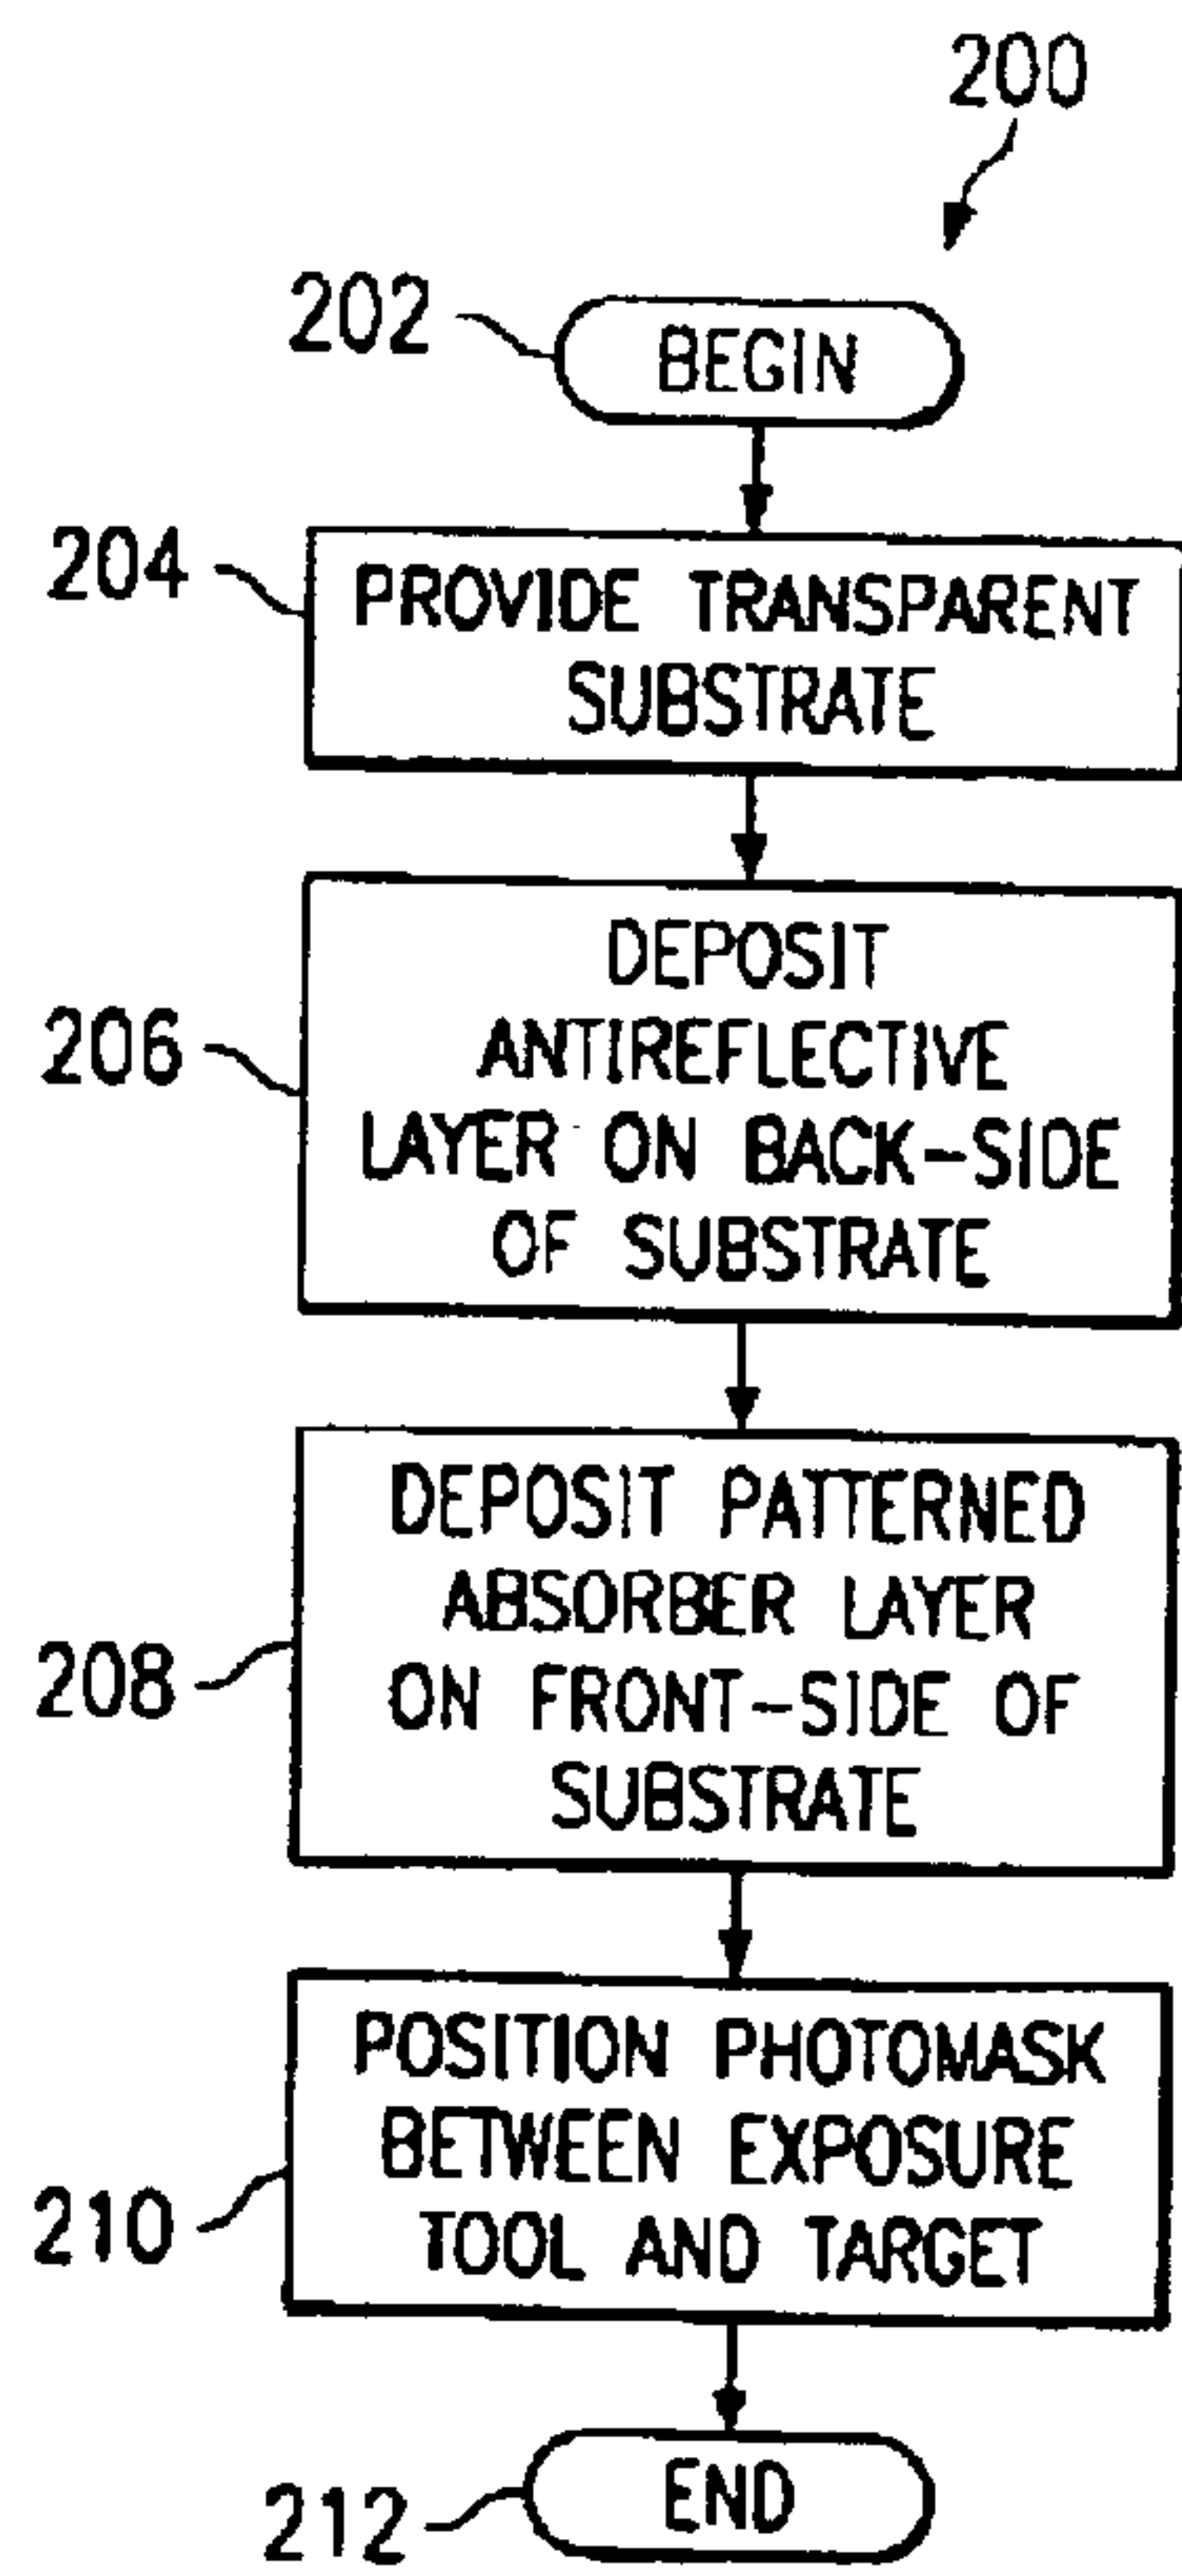 200
202
BEGIN
204
PROVIDE TRANSPARENT
SUBSTRATE
206
DEPOSIT
ANTIREFLECTIVE
LAYER ON BACK-SIDE
OF SUBSTRATE
208
DEPOSIT PATTERNED
ABSORBER LAYER
ON FRONT-SIDE OF
SUBSTRATE
210
POSITION PHOTOMASK
BETWEEN EXPOSURE
TOOL AND TARGET
212
END